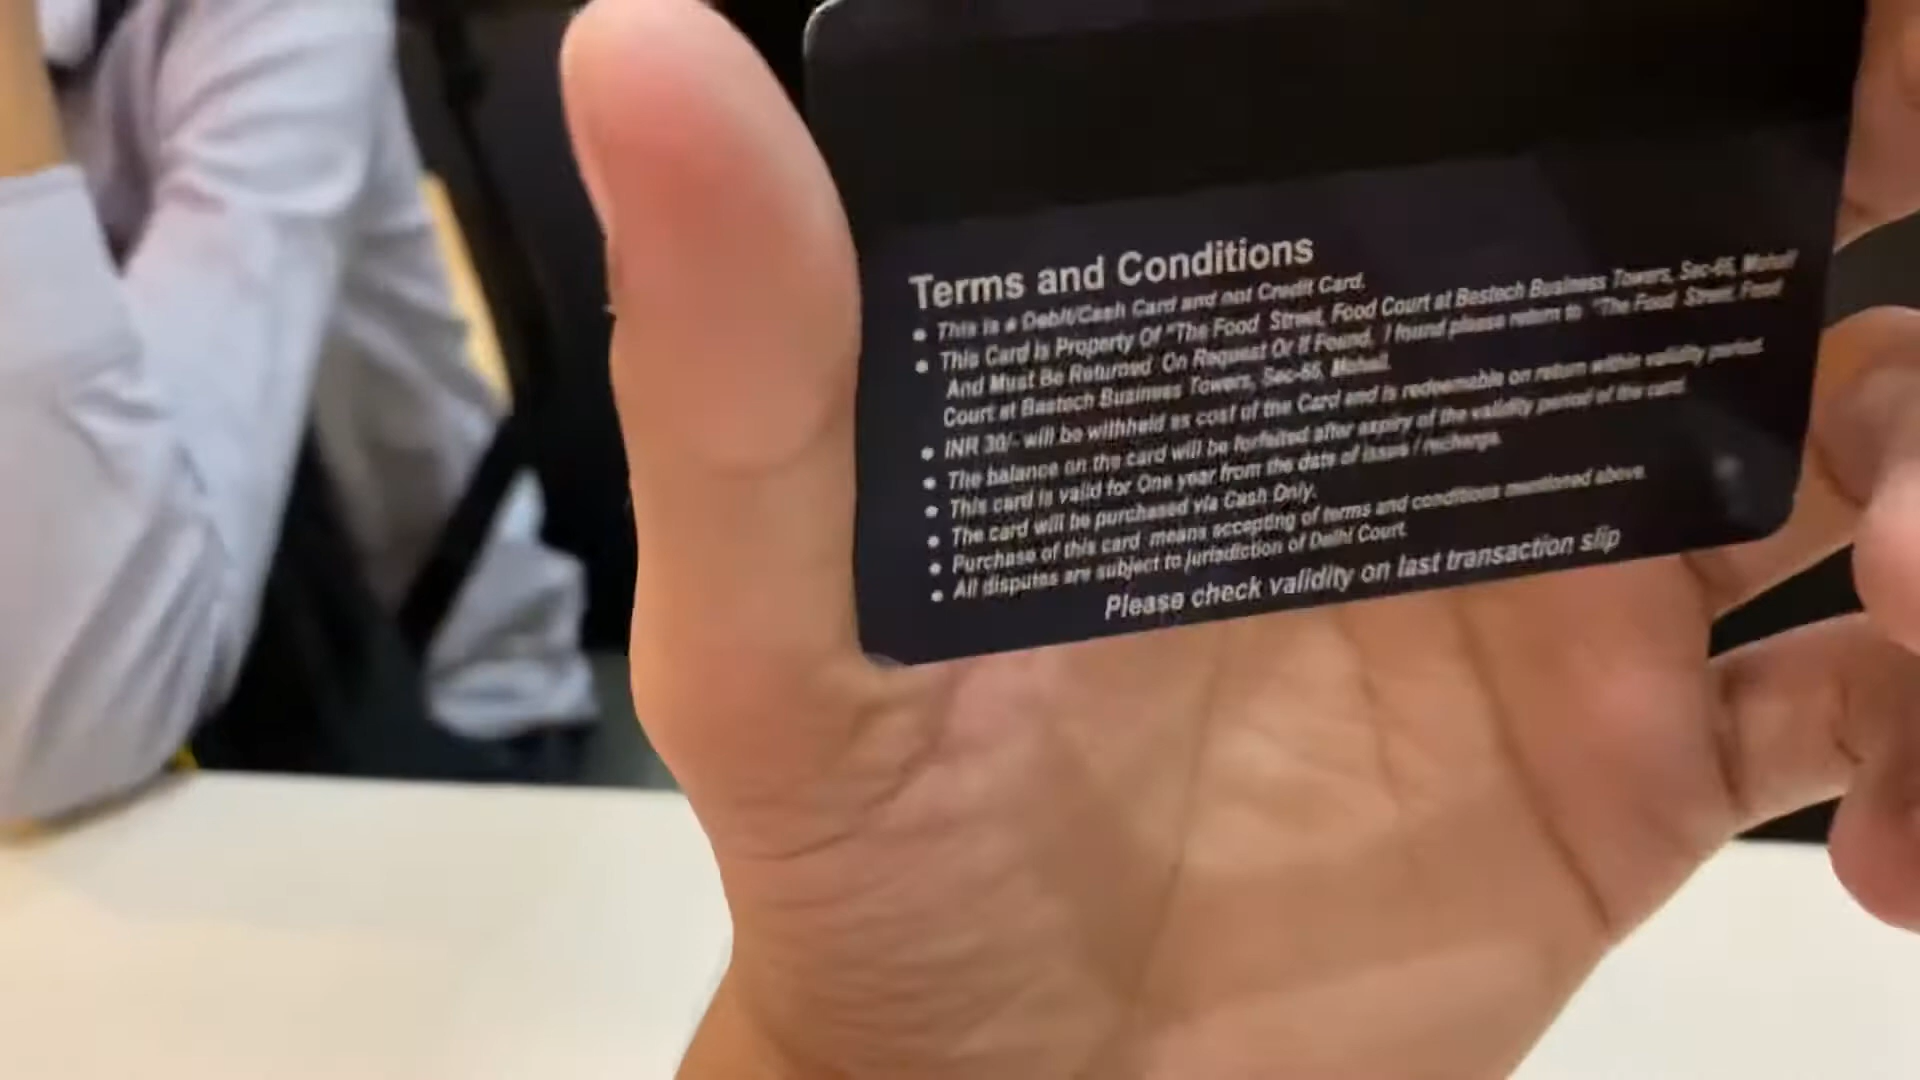 Terms and Conditions
• This is a Debit/Cash Card and not Credit Card.
• This Card is Property Of "The Food Street, Food Court at Bestech Business Towers, Sec-66, Mohali
• And Must Be Returned On Request Or If Found. I found please return to "The Food Street, Food
Court at Bestech Business Towers, Sec-66, Mohali.
• INR 30/- will be withheld as cost of the Card and is redeemable on return within validity period.
• The balance on the card will be forfeited after expiry of the validity period of the card.
• This card is valid for One year from the date of issue / recharge.
• The card will be purchased via Cash Only.
• Purchase of this card means accepting of terms and conditions mentioned above.
• All disputes are subject to jurisdiction of Delhi Court.
Please check validity on last transaction slip